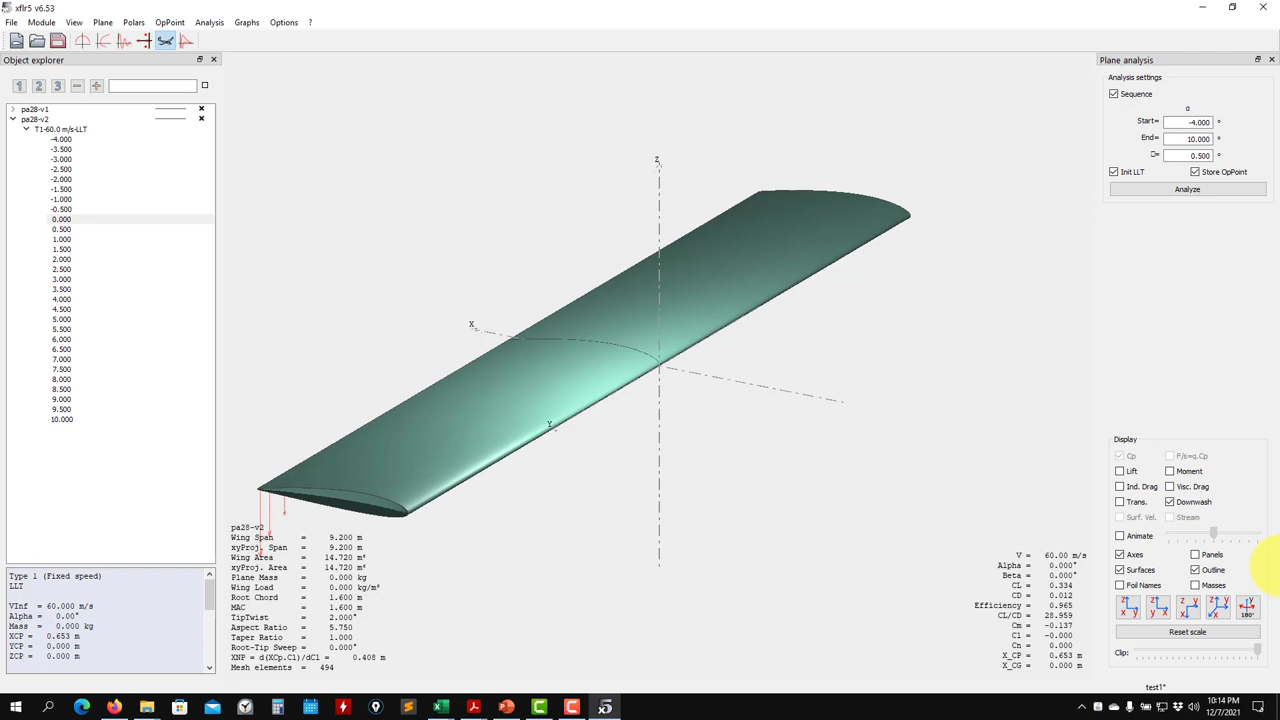 xflr5 v6.53
File Module View Plane Polars OpPoint Analysis Graphs Options ?
Object explorer
1 2 3
pa28-v1
pa28-v2
T1-60.0 m/s-LLT
-4.000
-3.500
-3.000
-2.500
-2.000
-1.500
-1.000
-0.500
0.000
0.500
1.000
1.500
2.000
2.500
3.000
3.500
4.000
4.500
5.000
5.500
6.000
6.500
7.000
7.500
8.000
8.500
9.000
9.500
10.000
Type 1 (Fixed speed)
LLT
VInf = 60.000 m/s
Alpha = 0.00°
Mass = 0.000 kg
XCP = 0.653 m
YCP = 0.000 m
ZCP = 0.000 m
Z
X
Y
pa28-v2
Wing Span = 9.200 m
xyProj. Span = 9.200 m
Wing Area = 14.720 m²
xyProj. Area = 14.720 m²
Plane Mass = 0.000 kg
Wing Load = 0.000 kg/m²
Root Chord = 1.600 m
MAC = 1.600 m
TipTwist = 2.000°
Aspect Ratio = 5.750
Taper Ratio = 1.000
Root-Tip Sweep = 0.000°
XNP = d(XCp.Cl)/dCl = 0.408 m
Mesh elements = 494
V = 60.00 m/s
Alpha = 0.000°
Beta = 0.000°
CL = 0.334
CD = 0.012
Efficiency = 0.965
CL/CD = 28.959
Cm = -0.137
Cl = -0.000
Cn = 0.000
X_CP = 0.653 m
X_CG = 0.000 m
Plane analysis
Analysis settings
Sequence
α
Start= -4.000 °
End= 10.000 °
= 0.500 °
Init LLT Store OpPoint
Analyze
Display
Cp F/s=q.Cp
Lift Moment
Ind. Drag Visc. Drag
Trans. Downwash
Surf. Vel. Stream
Animate
Axes Panels
Surfaces Outline
Foil Names Masses
Z X Y Z Y X Z X Y Z Y X Y 180°
Reset scale
Clip:
test1*
10:14 PM
12/7/2021